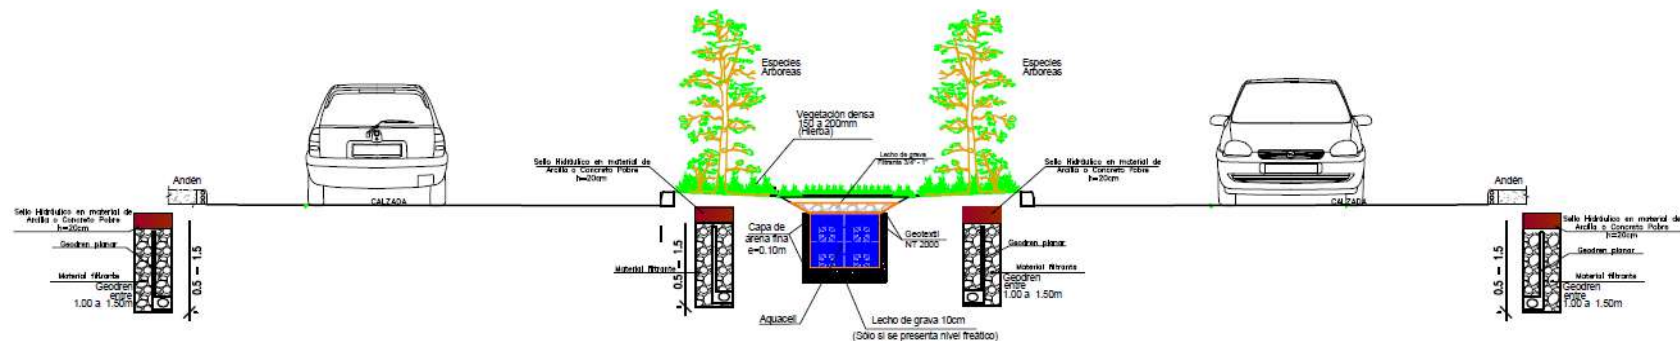 Especies
Arboreas
Especies
Arboreas
Vegetación densa
150 a 200mm
(Hierba)
Lecho de grava
Filtrante 3/4" - 1"
Sello Hidráulico en material de
Arcilla o Concreto Pobre
h=20cm
Sello Hidráulico en material de
Arcilla o Concreto Pobre
h=20cm
Andén
CALZADA
CALZADA
Andén
Sello Hidráulico en material de
Arcilla o Concreto Pobre
h=20cm
Geodren planar
Material filtrante
Geodren
entre
1.00 a 1.50m
0.5 - 1.5
Material filtrante
0.5 - 1.5
Capa de
arena fina
e=0.10m
Geotextil
NT 2000
Aquacell
Lecho de grava 10cm
(Sólo si se presenta nivel freático)
Geodren planar
Material filtrante
Geodren
entre
1.00 a 1.50m
0.5 - 1.5
Sello Hidráulico en material de
Arcilla o Concreto Pobre
h=20cm
Geodren planar
Material filtrante
Geodren
entre
1.00 a 1.50m